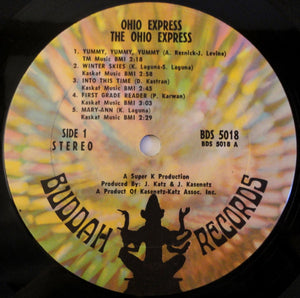 OHIO EXPRESS
THE OHIO EXPRESS
1. YUMMY, YUMMY, YUMMY (A. Resnick-J. Levine)
TM Music BMI 2:18
2. WINTER SKIES (K. Laguna-S. Laguna)
Kaskat Music BMI 2:58
3. INTO THIS TIME (D. Kastran)
Kaskat Music BMI 2:45
4. FIRST GRADE READER (P. Karwan)
Kaskat Music BMI 3:03
5. MARY-ANN (K. Laguna)
Kaskat Music BMI 2:29
SIDE 1
STEREO
BDS 5018
BDS 5018 A
A Super K Production
Produced By: J. Katz & J. Kasenetz
A Product Of Kasenetz-Katz Assoc. Inc.
BUDDAH RECORDS